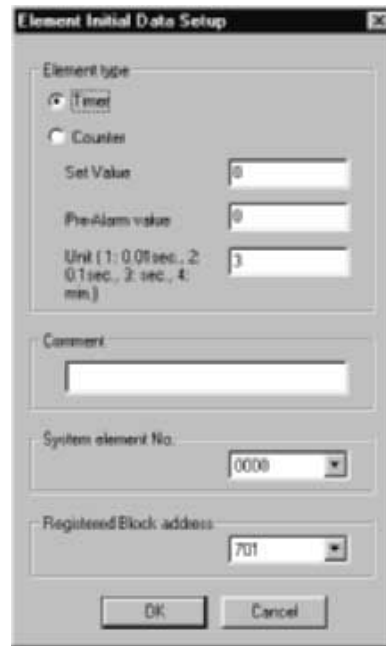 Element Initial Data Setup
Element type
Timer
Counter
Set Value
0
Pre-Alarm value
0
Unit ( 1: 0.01sec., 2:
0.1sec., 3: sec., 4:
min.)
3
Comment
System element No.
0000
Registered Block address
701
OK
Cancel